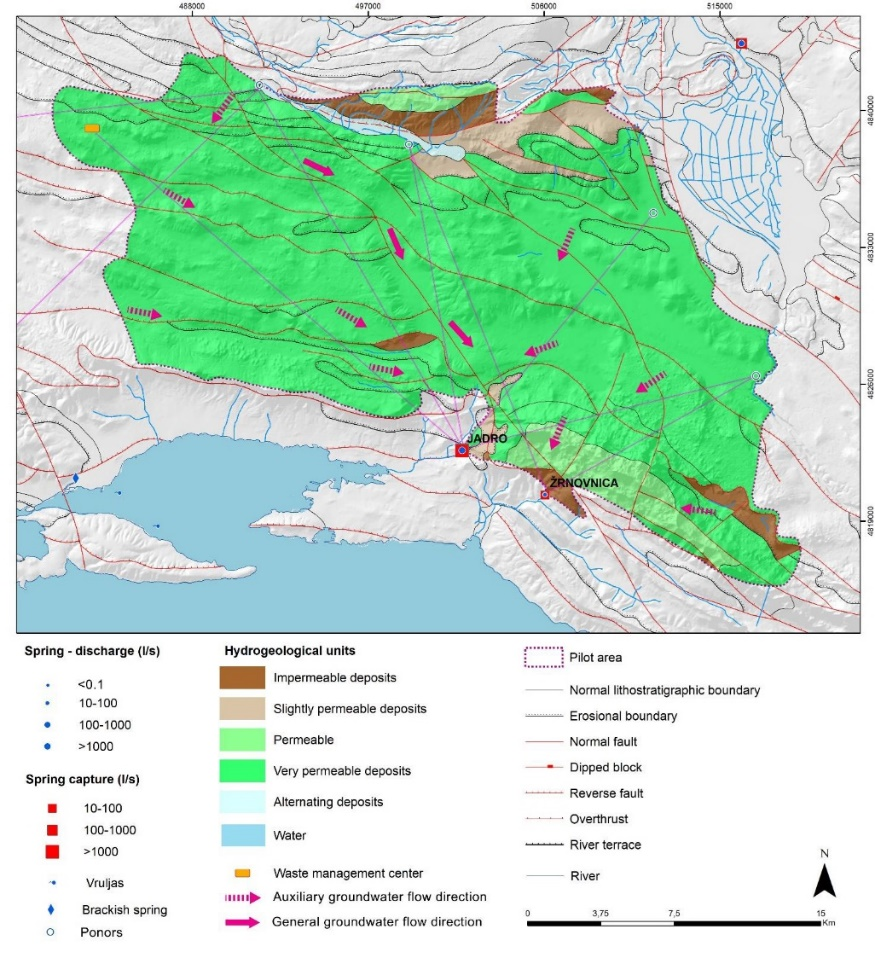 488000 497000 506000 515000
4840000
4833000
4826000
4819000
JADRO
ŽRNOVNICA
Spring - discharge (l/s)
<0.1
10-100
100-1000
>1000
Spring capture (l/s)
10-100
100-1000
>1000
Vruljas
Brackish spring
Ponors
Hydrogeological units
Impermeable deposits
Slightly permeable deposits
Permeable
Very permeable deposits
Alternating deposits
Water
Waste management center
Auxiliary groundwater flow direction
General groundwater flow direction
Pilot area
Normal lithostratigraphic boundary
Erosional boundary
Normal fault
Dipped block
Reverse fault
Overthrust
River terrace
River
N
0 3,75 7,5 15
Km